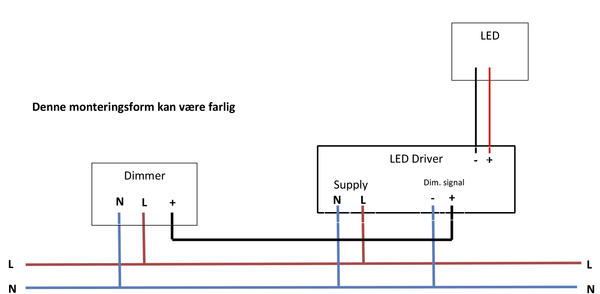 LED
Denne monteringsform kan være farlig
LED Driver - +
Dimmer
Supply Dim. signal
N L +
N L - +
L L
N N